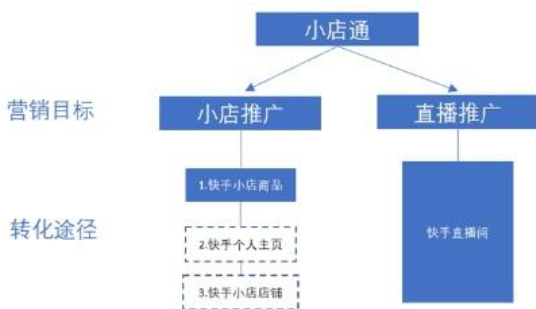 小店通
营销目标
小店推广
直播推广
转化途径
1.快手小店商品
2.快手个人主页
3.快手小店店铺
快手直播间